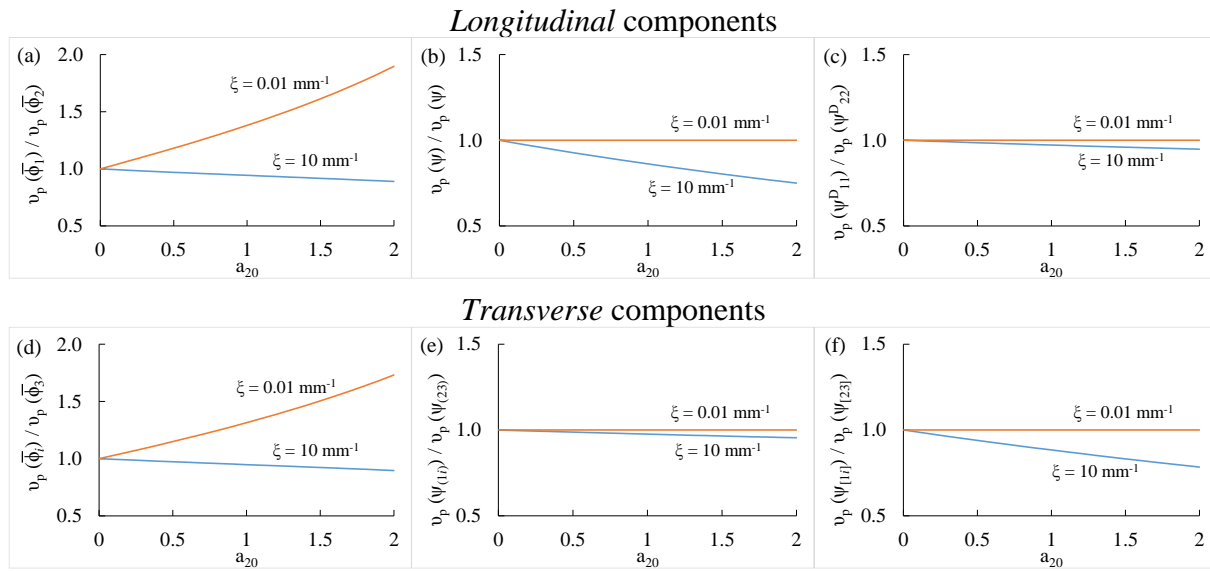 Longitudinal components
(a)
2.0
1.5
1.0
0.5
υp (ϕ̅1) / υp (ϕ̅2)
ξ = 0.01 mm-1
ξ = 10 mm-1
0 0.5 1 1.5 2
a20
(b)
1.5
1.0
0.5
υp (ψ) / υp (ψ)
ξ = 0.01 mm-1
ξ = 10 mm-1
0 0.5 1 1.5 2
a20
(c)
1.5
1.0
0.5
υp (ψD11) / υp (ψD22)
ξ = 0.01 mm-1
ξ = 10 mm-1
0 0.5 1 1.5 2
a20
Transverse components
(d)
2.0
1.5
1.0
0.5
υp (ϕ̅i) / υp (ϕ̅3)
ξ = 0.01 mm-1
ξ = 10 mm-1
0 0.5 1 1.5 2
a20
(e)
1.5
1.0
0.5
υp (ψ(1i)) / υp (ψ(23))
ξ = 0.01 mm-1
ξ = 10 mm-1
0 0.5 1 1.5 2
a20
(f)
1.5
1.0
0.5
υp (ψ[1i]) / υp (ψ[23])
ξ = 0.01 mm-1
ξ = 10 mm-1
0 0.5 1 1.5 2
a20